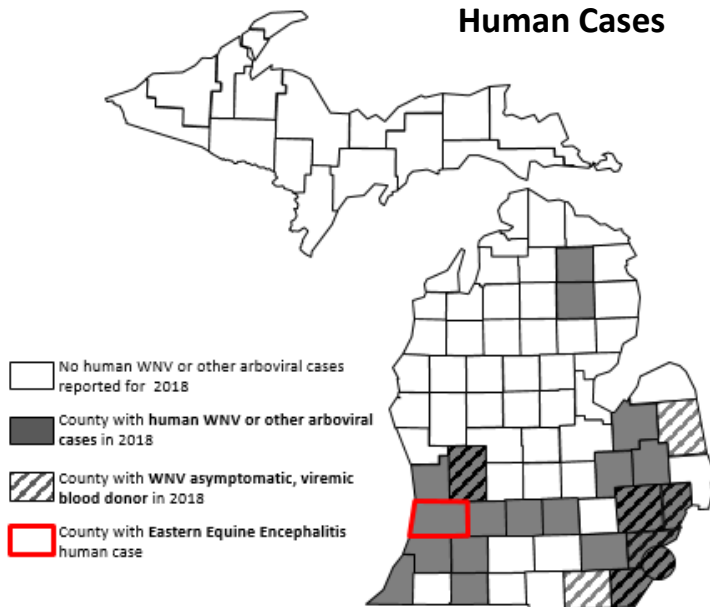 Human Cases
No human WNV or other arboviral cases
reported for 2018
County with human WNV or other arboviral
cases in 2018
County with WNV asymptomatic, viremic
blood donor in 2018
County with Eastern Equine Encephalitis
human case